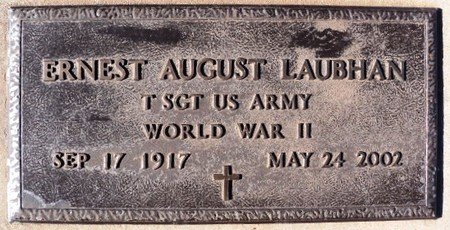 ERNEST AUGUST LAUBHAN
T SGT US ARMY
WORLD WAR II
SEP 17 1917 MAY 24 2002